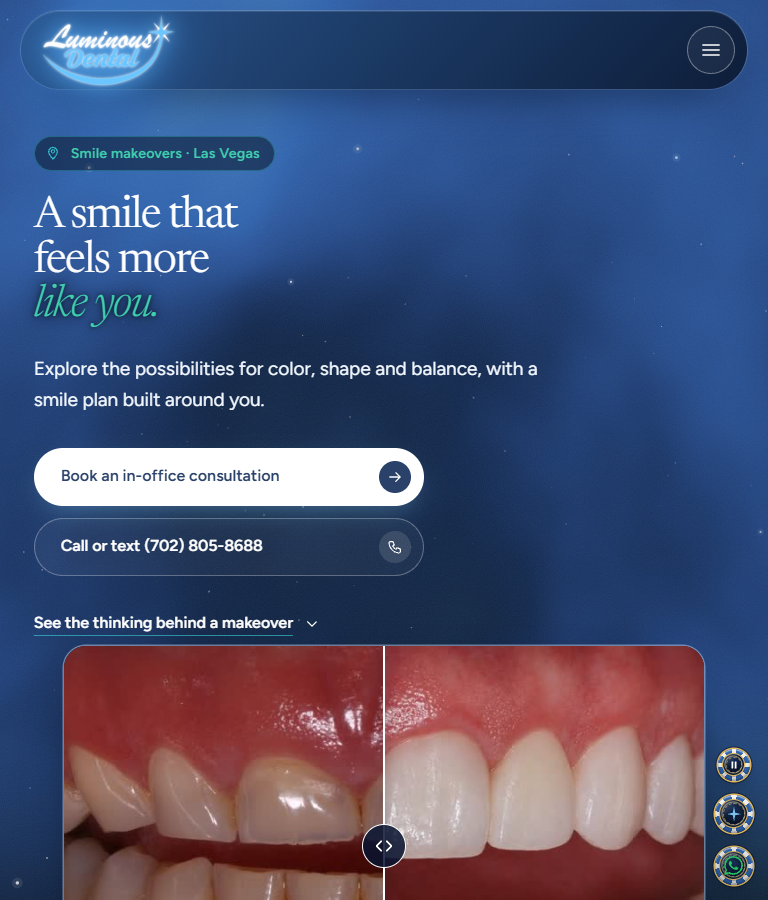 Luminous
Dental
Smile makeovers · Las Vegas
A smile that
feels more
like you.
Explore the possibilities for color, shape and balance, with a
smile plan built around you.
Book an in-office consultation
Call or text (702) 805-8688
See the thinking behind a makeover